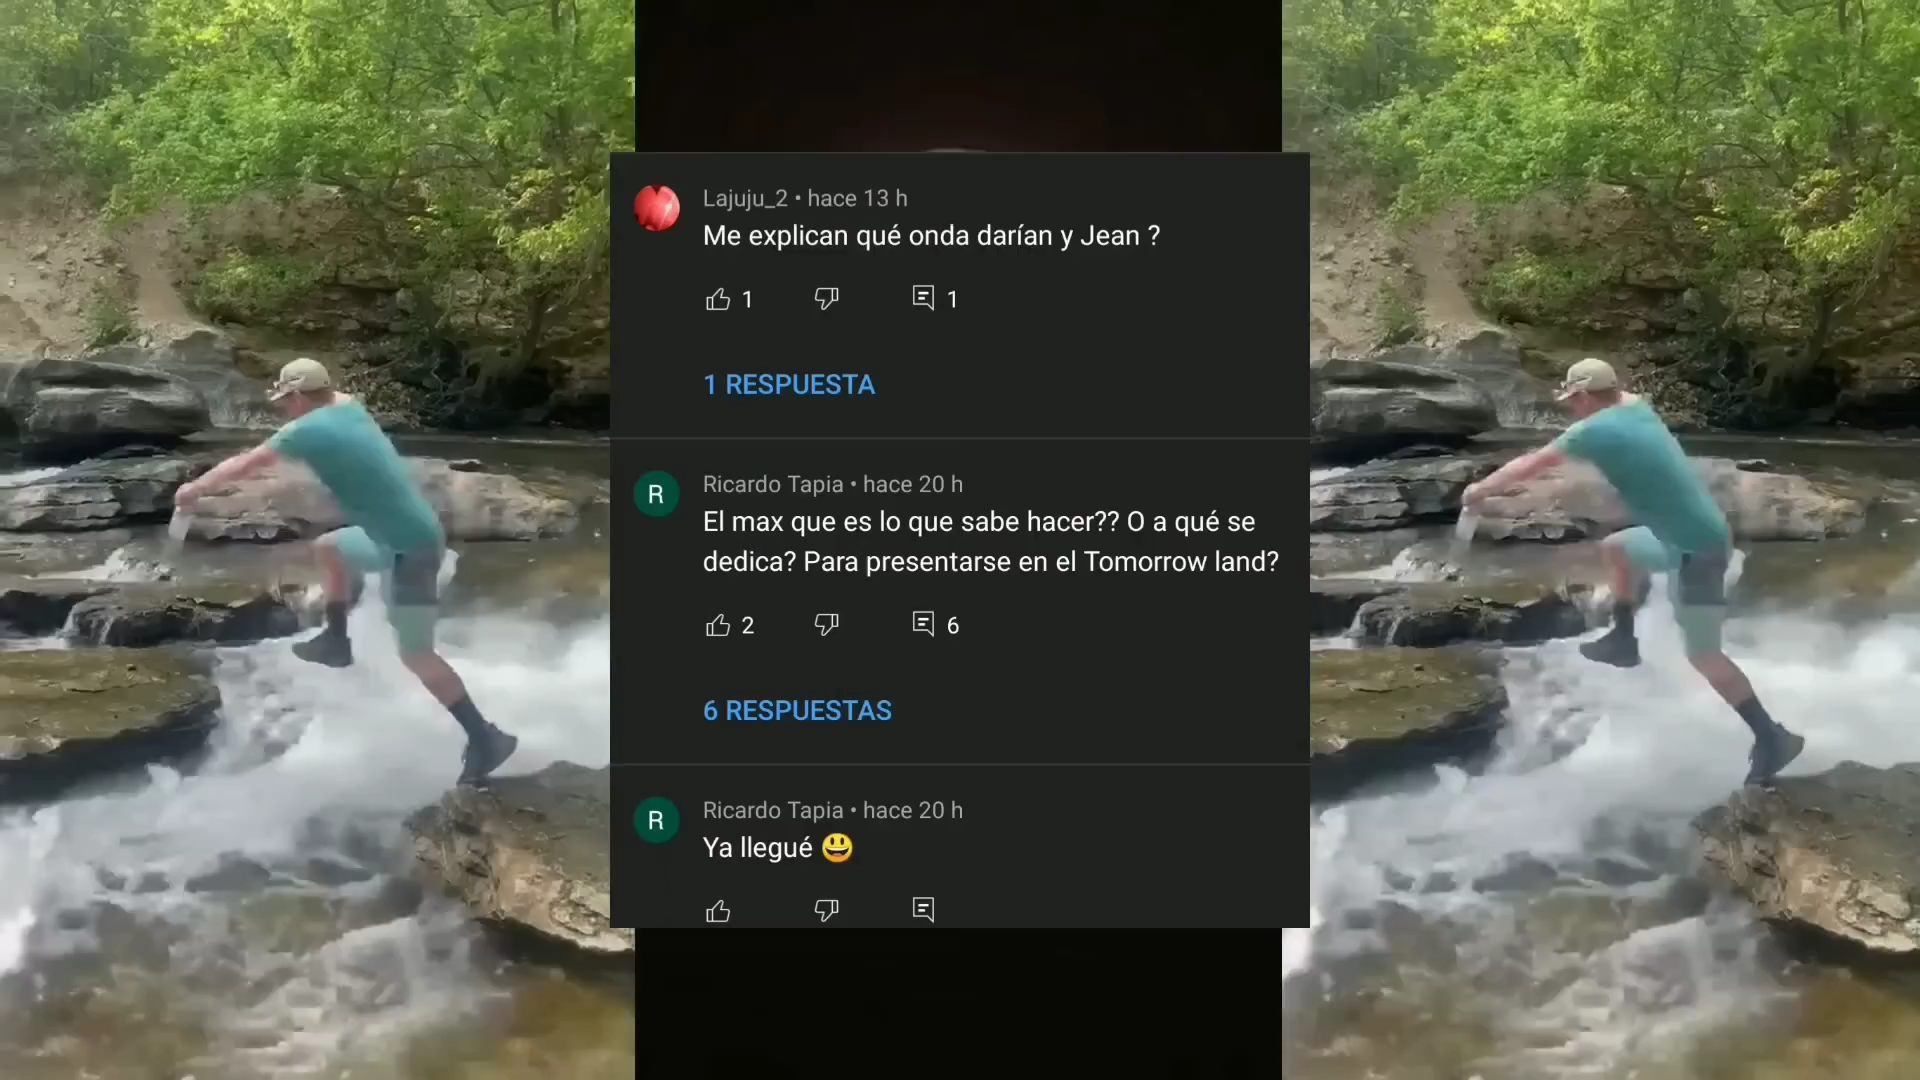 Lajuju_2 • hace 13 h
Me explican qué onda darían y Jean ?
1
1
1 RESPUESTA
R
Ricardo Tapia • hace 20 h
El max que es lo que sabe hacer?? O a qué se
dedica? Para presentarse en el Tomorrow land?
2
6
6 RESPUESTAS
R
Ricardo Tapia • hace 20 h
Ya llegué 😃